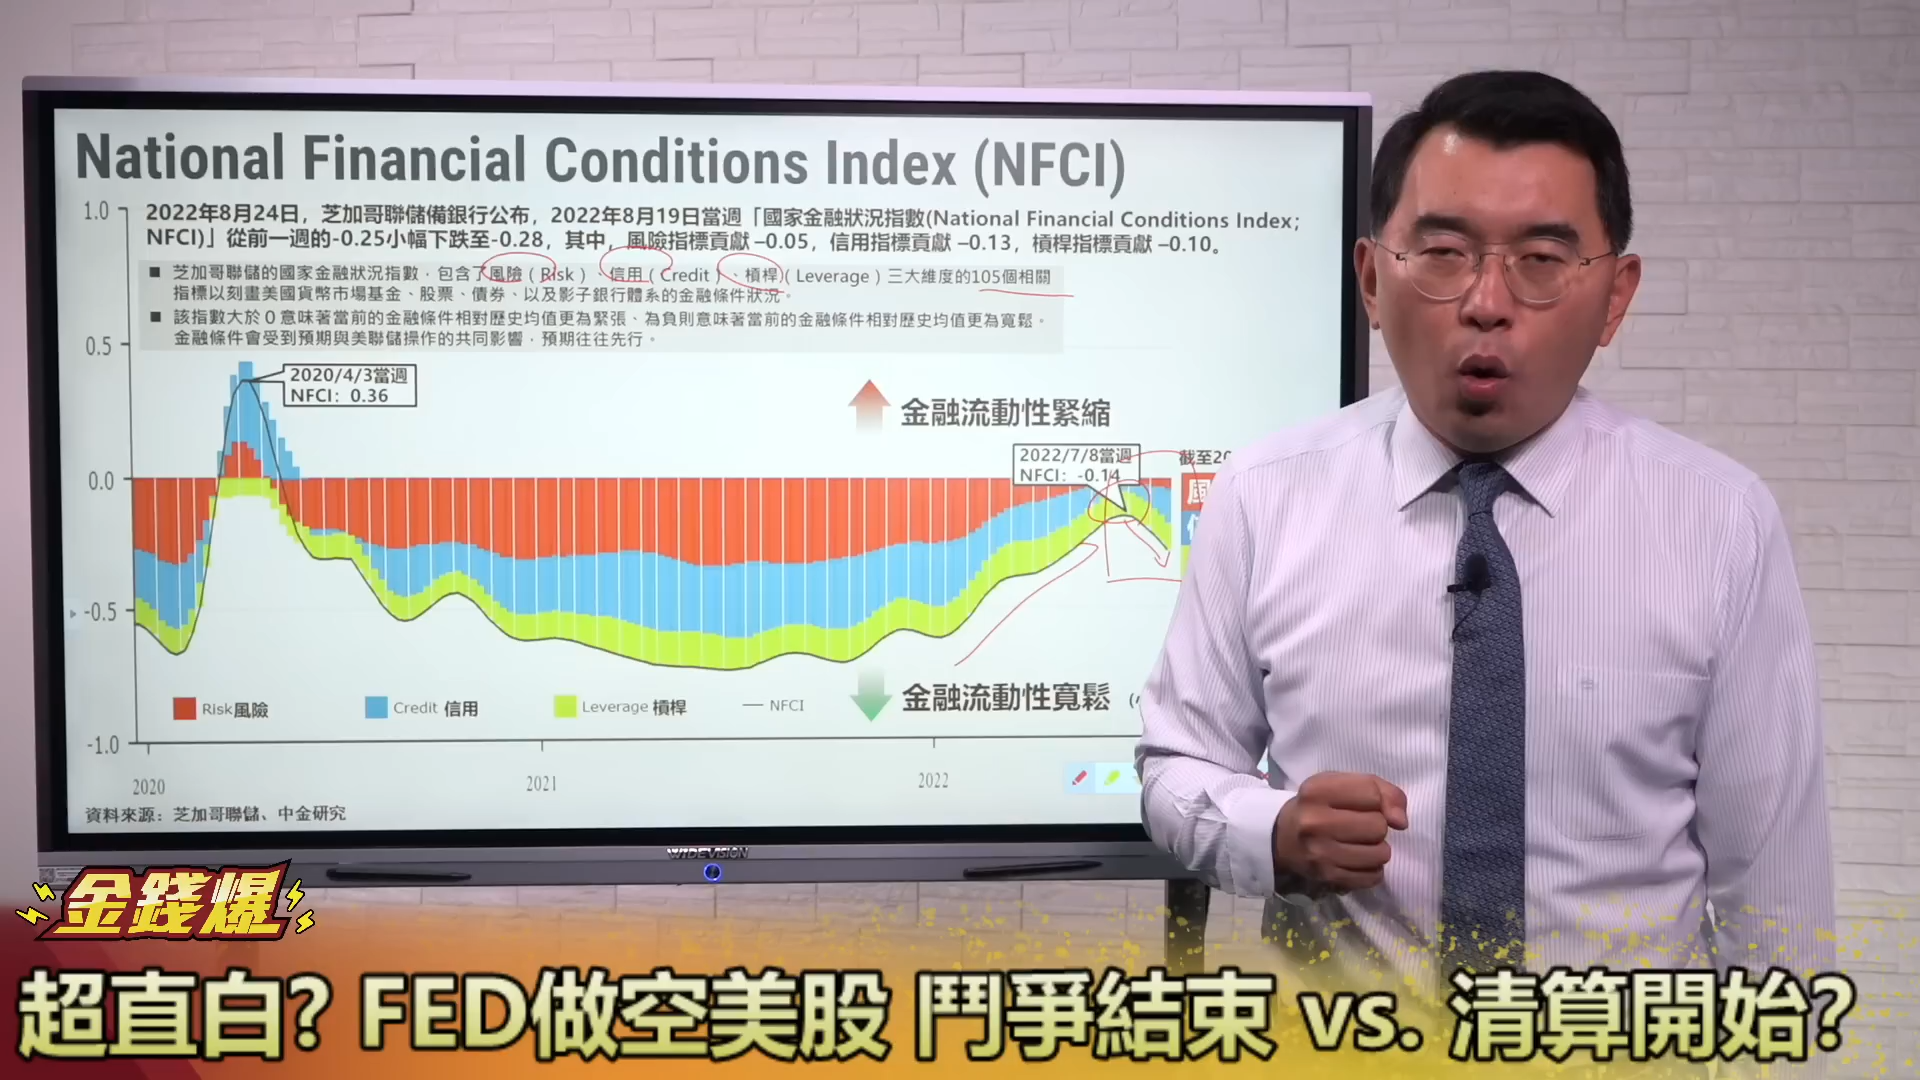 National Financial Conditions Index (NFCI)
1.0
2022年8月24日，芝加哥聯儲備銀行公布，2022年8月19日當週「國家金融狀況指數(National Financial Conditions Index；
NFCI)」從前一週的-0.25小幅下跌至-0.28，其中，風險指標貢獻 –0.05，信用指標貢獻 –0.13，槓桿指標貢獻 –0.10。
■ 芝加哥聯儲的國家金融狀況指數，包含了風險（Risk）、信用（Credit）、槓桿（Leverage）三大維度的105個相關
指標以刻畫美國貨幣市場基金、股票、債券、以及影子銀行體系的金融條件狀況。
■ 該指數大於０意味著當前的金融條件相對歷史均值更為緊張、為負則意味著當前的金融條件相對歷史均值更為寬鬆。
金融條件會受到預期與美聯儲操作的共同影響，預期往往先行。
0.5
2020/4/3當週
NFCI：0.36
金融流動性緊縮
2022/7/8當週
NFCI：-0.14
截至20
0.0
風
-0.5
Risk風險
Credit 信用
Leverage 槓桿
NFCI
金融流動性寬鬆
-1.0
2020
2021
2022
資料來源：芝加哥聯儲、中金研究
WIDEVISION
金錢爆
超直白? FED做空美股 鬥爭結束 vs. 清算開始?